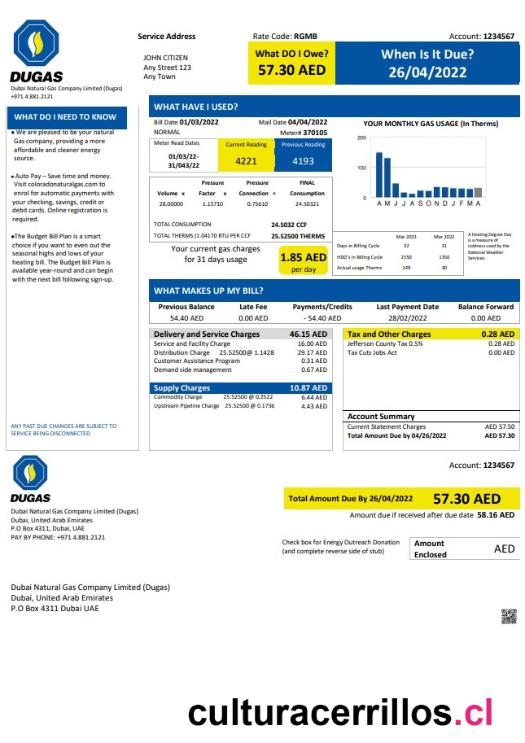 DUGAS
Dubai Natural Gas Company Limited (Dugas)
+971.4.881.2121
Service Address
JOHN CITIZEN
Any Street 123
Any Town
Rate Code: RGMB
Account: 1234567
What DO I Owe?
57.30 AED
When Is It Due?
26/04/2022
WHAT DO I NEED TO KNOW
• We are pleased to be your natural
Gas company, providing a more
affordable and cleaner energy
source.
• Auto Pay – Save time and money.
Visit coloradonaturalgas.com to
enrol for automatic payments with
your checking, savings, credit or
debit cards. Online registration is
required.
•The Budget Bill Plan is a smart
choice if you want to even out the
seasonal highs and lows of your
heating bill. The Budget Bill Plan is
available year-round and can begin
with the next bill following sign-up.
ANY PAST DUE CHARGES ARE SUBJECT TO
SERVICE BEING DISCONNECTED
WHAT HAVE I USED?
Bill Date 01/03/2022 Mail Date 04/04/2022
NORMAL Meter# 370105
Meter Read Dates Current Reading Previous Reading
01/03/22-
31/043/22
4221 4193
Pressure Pressure FINAL
Volume x Factor x Connection = Consumption
28.00000 1.15710 0.75610 24.50321
TOTAL CONSUMPTION 24.5032 CCF
TOTAL THERMS (1.04170 BTU PER CCF 25.52500 THERMS
Your current gas charges
for 31 days usage
1.85 AED
per day
YOUR MONTHLY GAS USAGE (In Therms)
200
100
0
A M J J A S O N D J F M A
Mar 2021 Mar 2022
Days in Billing Cycle 32 31
HDD's in Billing Cycle 1550 1350
Actual usage Therms 149 30
A Heating Degree Day
is a measure of
coldness used by the
National Weather
Services
WHAT MAKES UP MY BILL?
Previous Balance Late Fee Payments/Credits Last Payment Date Balance Forward
54.40 AED 0.00 AED - 54.40 AED 28/02/2022 0.00 AED
Delivery and Service Charges 46.15 AED
Service and Facility Charge 16.00 AED
Distribution Charge 25.52500@ 1.1428 29.17 AED
Customer Assistance Program 0.31 AED
Demand side management 0.67 AED
Supply Charges 10.87 AED
Commodity Charge 25.52500 @ 0.2522 6.44 AED
Upstream Pipeline Charge 25.52500 @ 0.1736 4.43 AED
Tax and Other Charges 0.28 AED
Jefferson County Tax 0.5% 0.28 AED
Tax Cuts Jobs Act 0.00 AED
Account Summary
Current Statement Charges AED 57.50
Total Amount Due by 04/26/2022 AED 57.30
DUGAS
Dubai Natural Gas Company Limited (Dugas)
Dubai, United Arab Emirates
P.O Box 4311, Dubai, UAE
PAY BY PHONE: +971.4.881.2121
Account: 1234567
Total Amount Due By 26/04/2022 57.30 AED
Amount due if received after due date 58.16 AED
Check box for Energy Outreach Donation
(and complete reverse side of stub)
Amount
Enclosed
AED
Dubai Natural Gas Company Limited (Dugas)
Dubai, United Arab Emirates
P.O Box 4311 Dubai UAE
culturacerrillos.cl